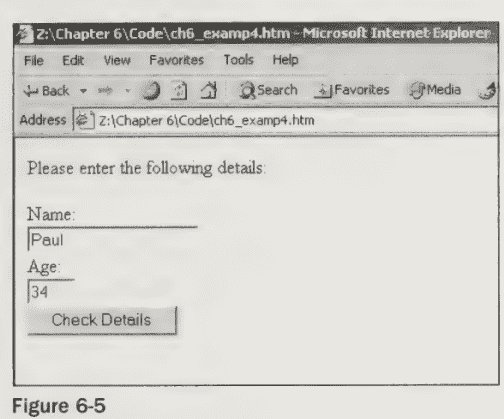 Z:\Chapter 6\Code\ch6_examp4.htm - Microsoft Internet Explorer
File Edit View Favorites Tools Help
Back Search Favorites Media
Address Z:\Chapter 6\Code\ch6_examp4.htm
Please enter the following details:
Name:
Paul
Age:
34
Check Details
Figure 6-5